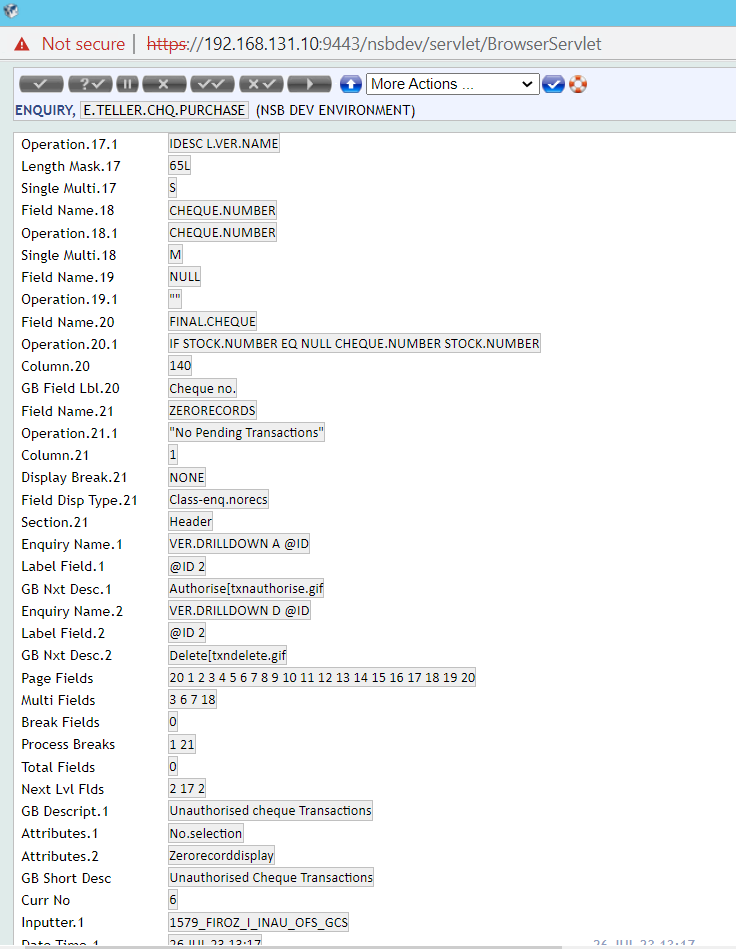 Not secure | https://192.168.131.10:9443/nsbdev/servlet/BrowserServlet
More Actions ...
ENQUIRY, E.TELLER.CHQ.PURCHASE (NSB DEV ENVIRONMENT)
Operation.17.1 IDESC L.VER.NAME
Length Mask.17 65L
Single Multi.17 S
Field Name.18 CHEQUE.NUMBER
Operation.18.1 CHEQUE.NUMBER
Single Multi.18 M
Field Name.19 NULL
Operation.19.1 ""
Field Name.20 FINAL.CHEQUE
Operation.20.1 IF STOCK.NUMBER EQ NULL CHEQUE.NUMBER STOCK.NUMBER
Column.20 140
GB Field Lbl.20 Cheque no.
Field Name.21 ZERORECORDS
Operation.21.1 "No Pending Transactions"
Column.21 1
Display Break.21 NONE
Field Disp Type.21 Class-enq.norecs
Section.21 Header
Enquiry Name.1 VER.DRILLDOWN A @ID
Label Field.1 @ID 2
GB Nxt Desc.1 Authorise[txnauthorise.gif
Enquiry Name.2 VER.DRILLDOWN D @ID
Label Field.2 @ID 2
GB Nxt Desc.2 Delete[txndelete.gif
Page Fields 20 1 2 3 4 5 6 7 8 9 10 11 12 13 14 15 16 17 18 19 20
Multi Fields 3 6 7 18
Break Fields 0
Process Breaks 1 21
Total Fields 0
Next Lvl Flds 2 17 2
GB Descript.1 Unauthorised cheque Transactions
Attributes.1 No.selection
Attributes.2 Zerorecorddisplay
GB Short Desc Unauthorised Cheque Transactions
Curr No 6
Inputter.1 1579_FIROZ_I_INAU_OFS_GCS
Date Time.1 26 JUL 23 13:17 26 JUL 23 13:17